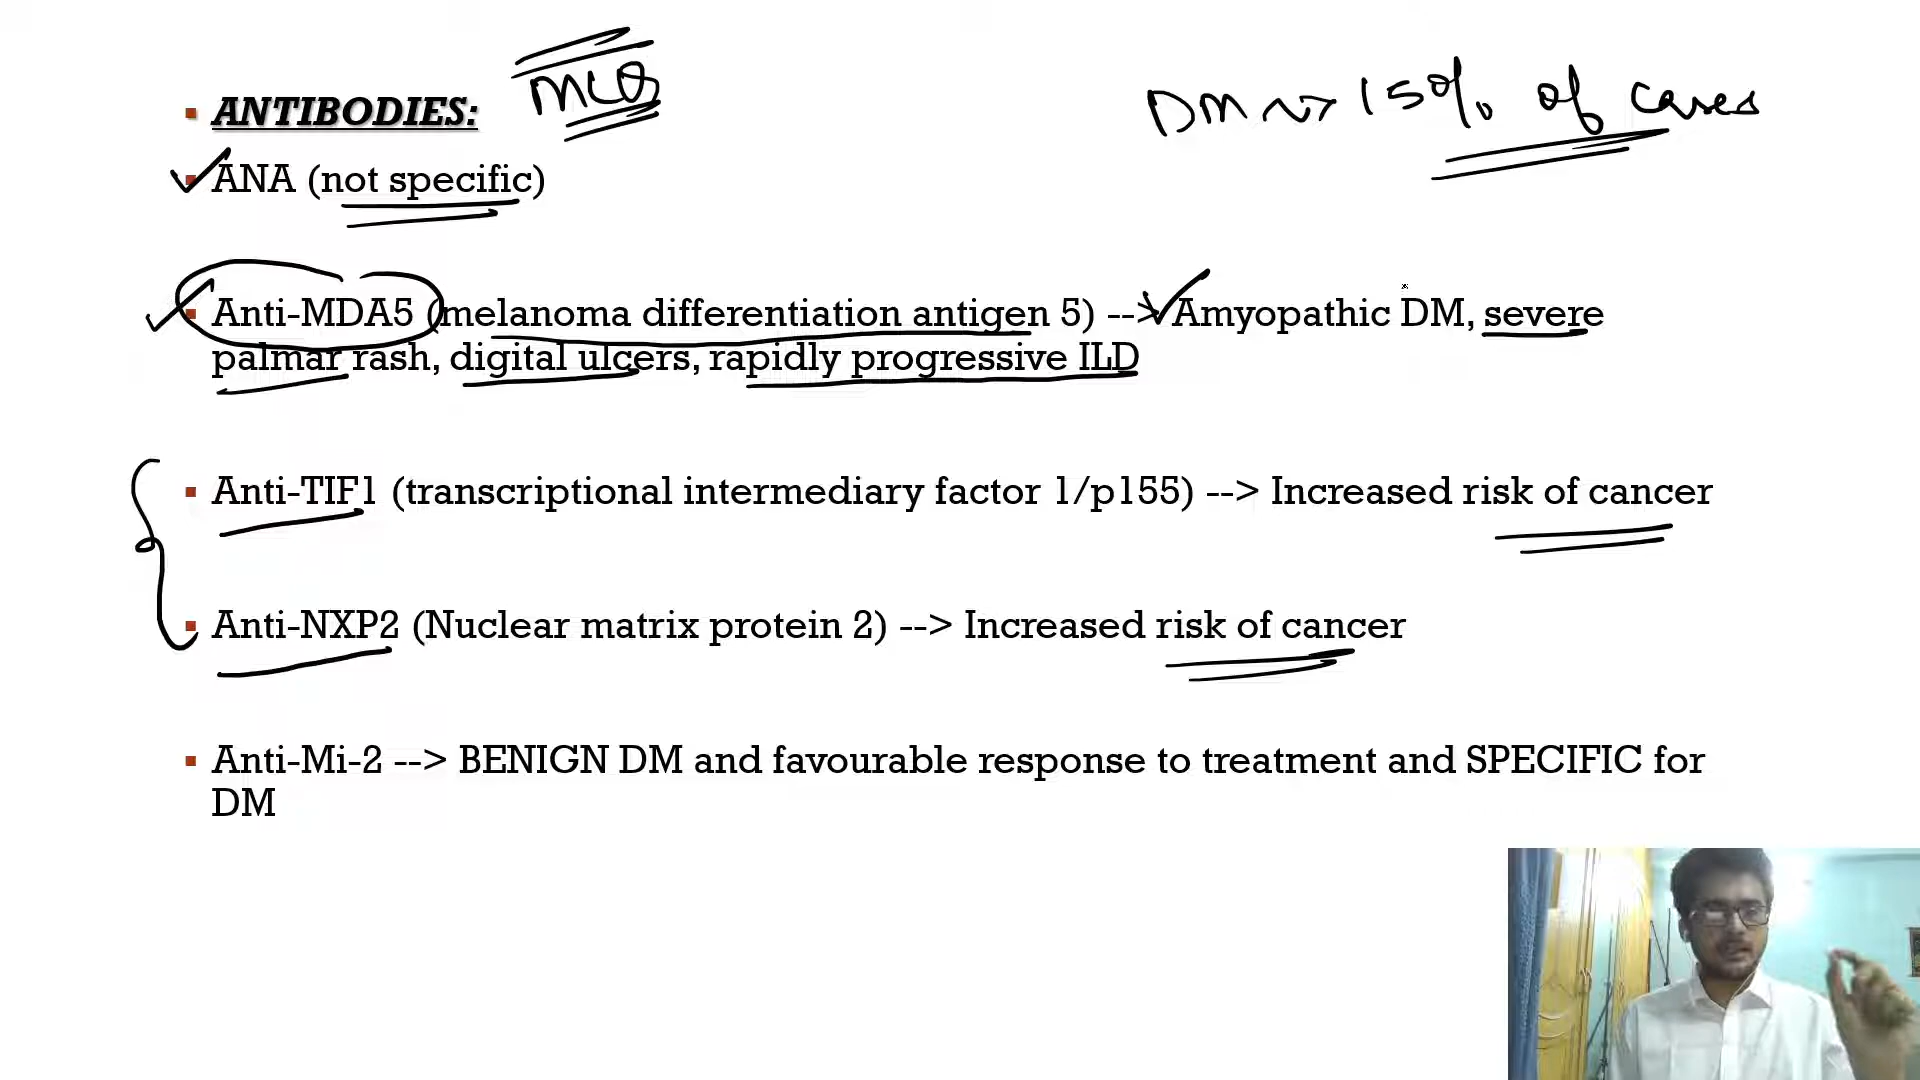 MCQ
DM ~> 15% of cases
ANTIBODIES:
ANA (not specific)
Anti-MDA5 (melanoma differentiation antigen 5) --> Amyopathic DM, severe
palmar rash, digital ulcers, rapidly progressive ILD
Anti-TIF1 (transcriptional intermediary factor 1/p155) --> Increased risk of cancer
Anti-NXP2 (Nuclear matrix protein 2) --> Increased risk of cancer
Anti-Mi-2 --> BENIGN DM and favourable response to treatment and SPECIFIC for
DM